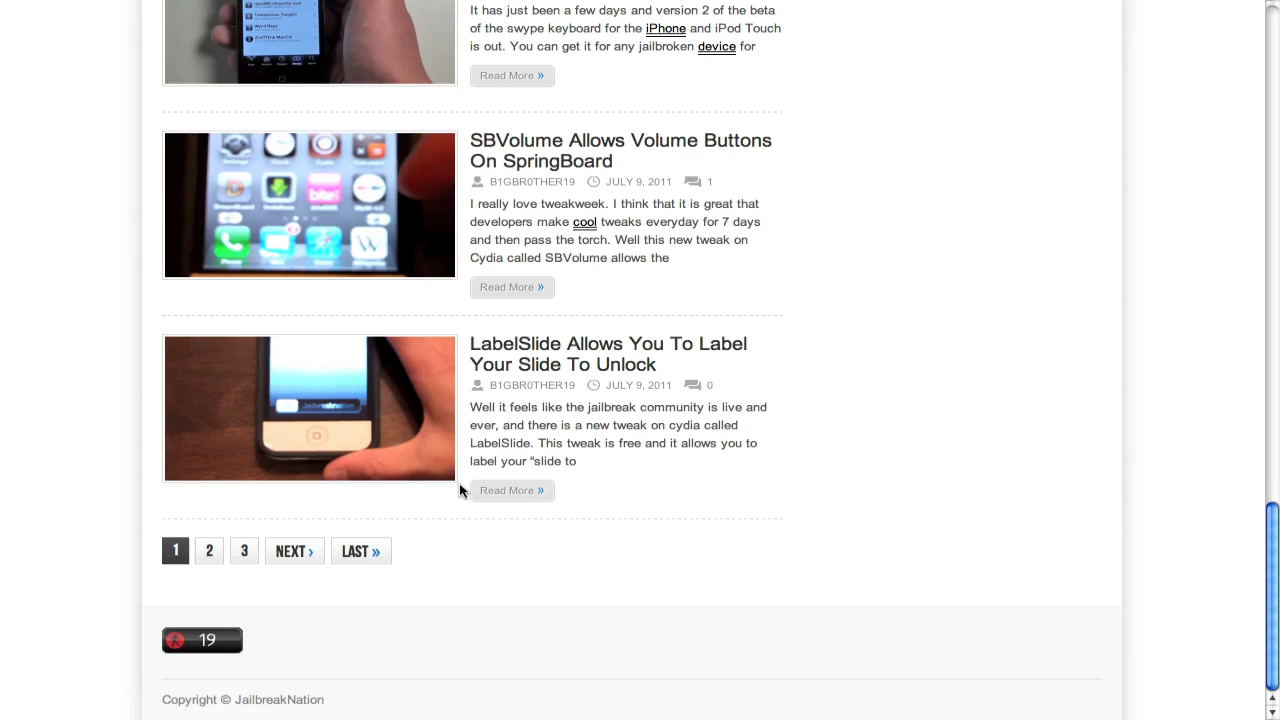 It has just been a few days and version 2 of the beta
of the swype keyboard for the iPhone and iPod Touch
is out. You can get it for any jailbroken device for
Read More »
SBVolume Allows Volume Buttons
On SpringBoard
B1GBR0THER19 JULY 9, 2011 1
I really love tweakweek. I think that it is great that
developers make cool tweaks everyday for 7 days
and then pass the torch. Well this new tweak on
Cydia called SBVolume allows the
Read More »
LabelSlide Allows You To Label
Your Slide To Unlock
B1GBR0THER19 JULY 9, 2011 0
Well it feels like the jailbreak community is live and
ever, and there is a new tweak on cydia called
LabelSlide. This tweak is free and it allows you to
label your “slide to
Read More »
1 2 3 NEXT › LAST »
19
Copyright © JailbreakNation